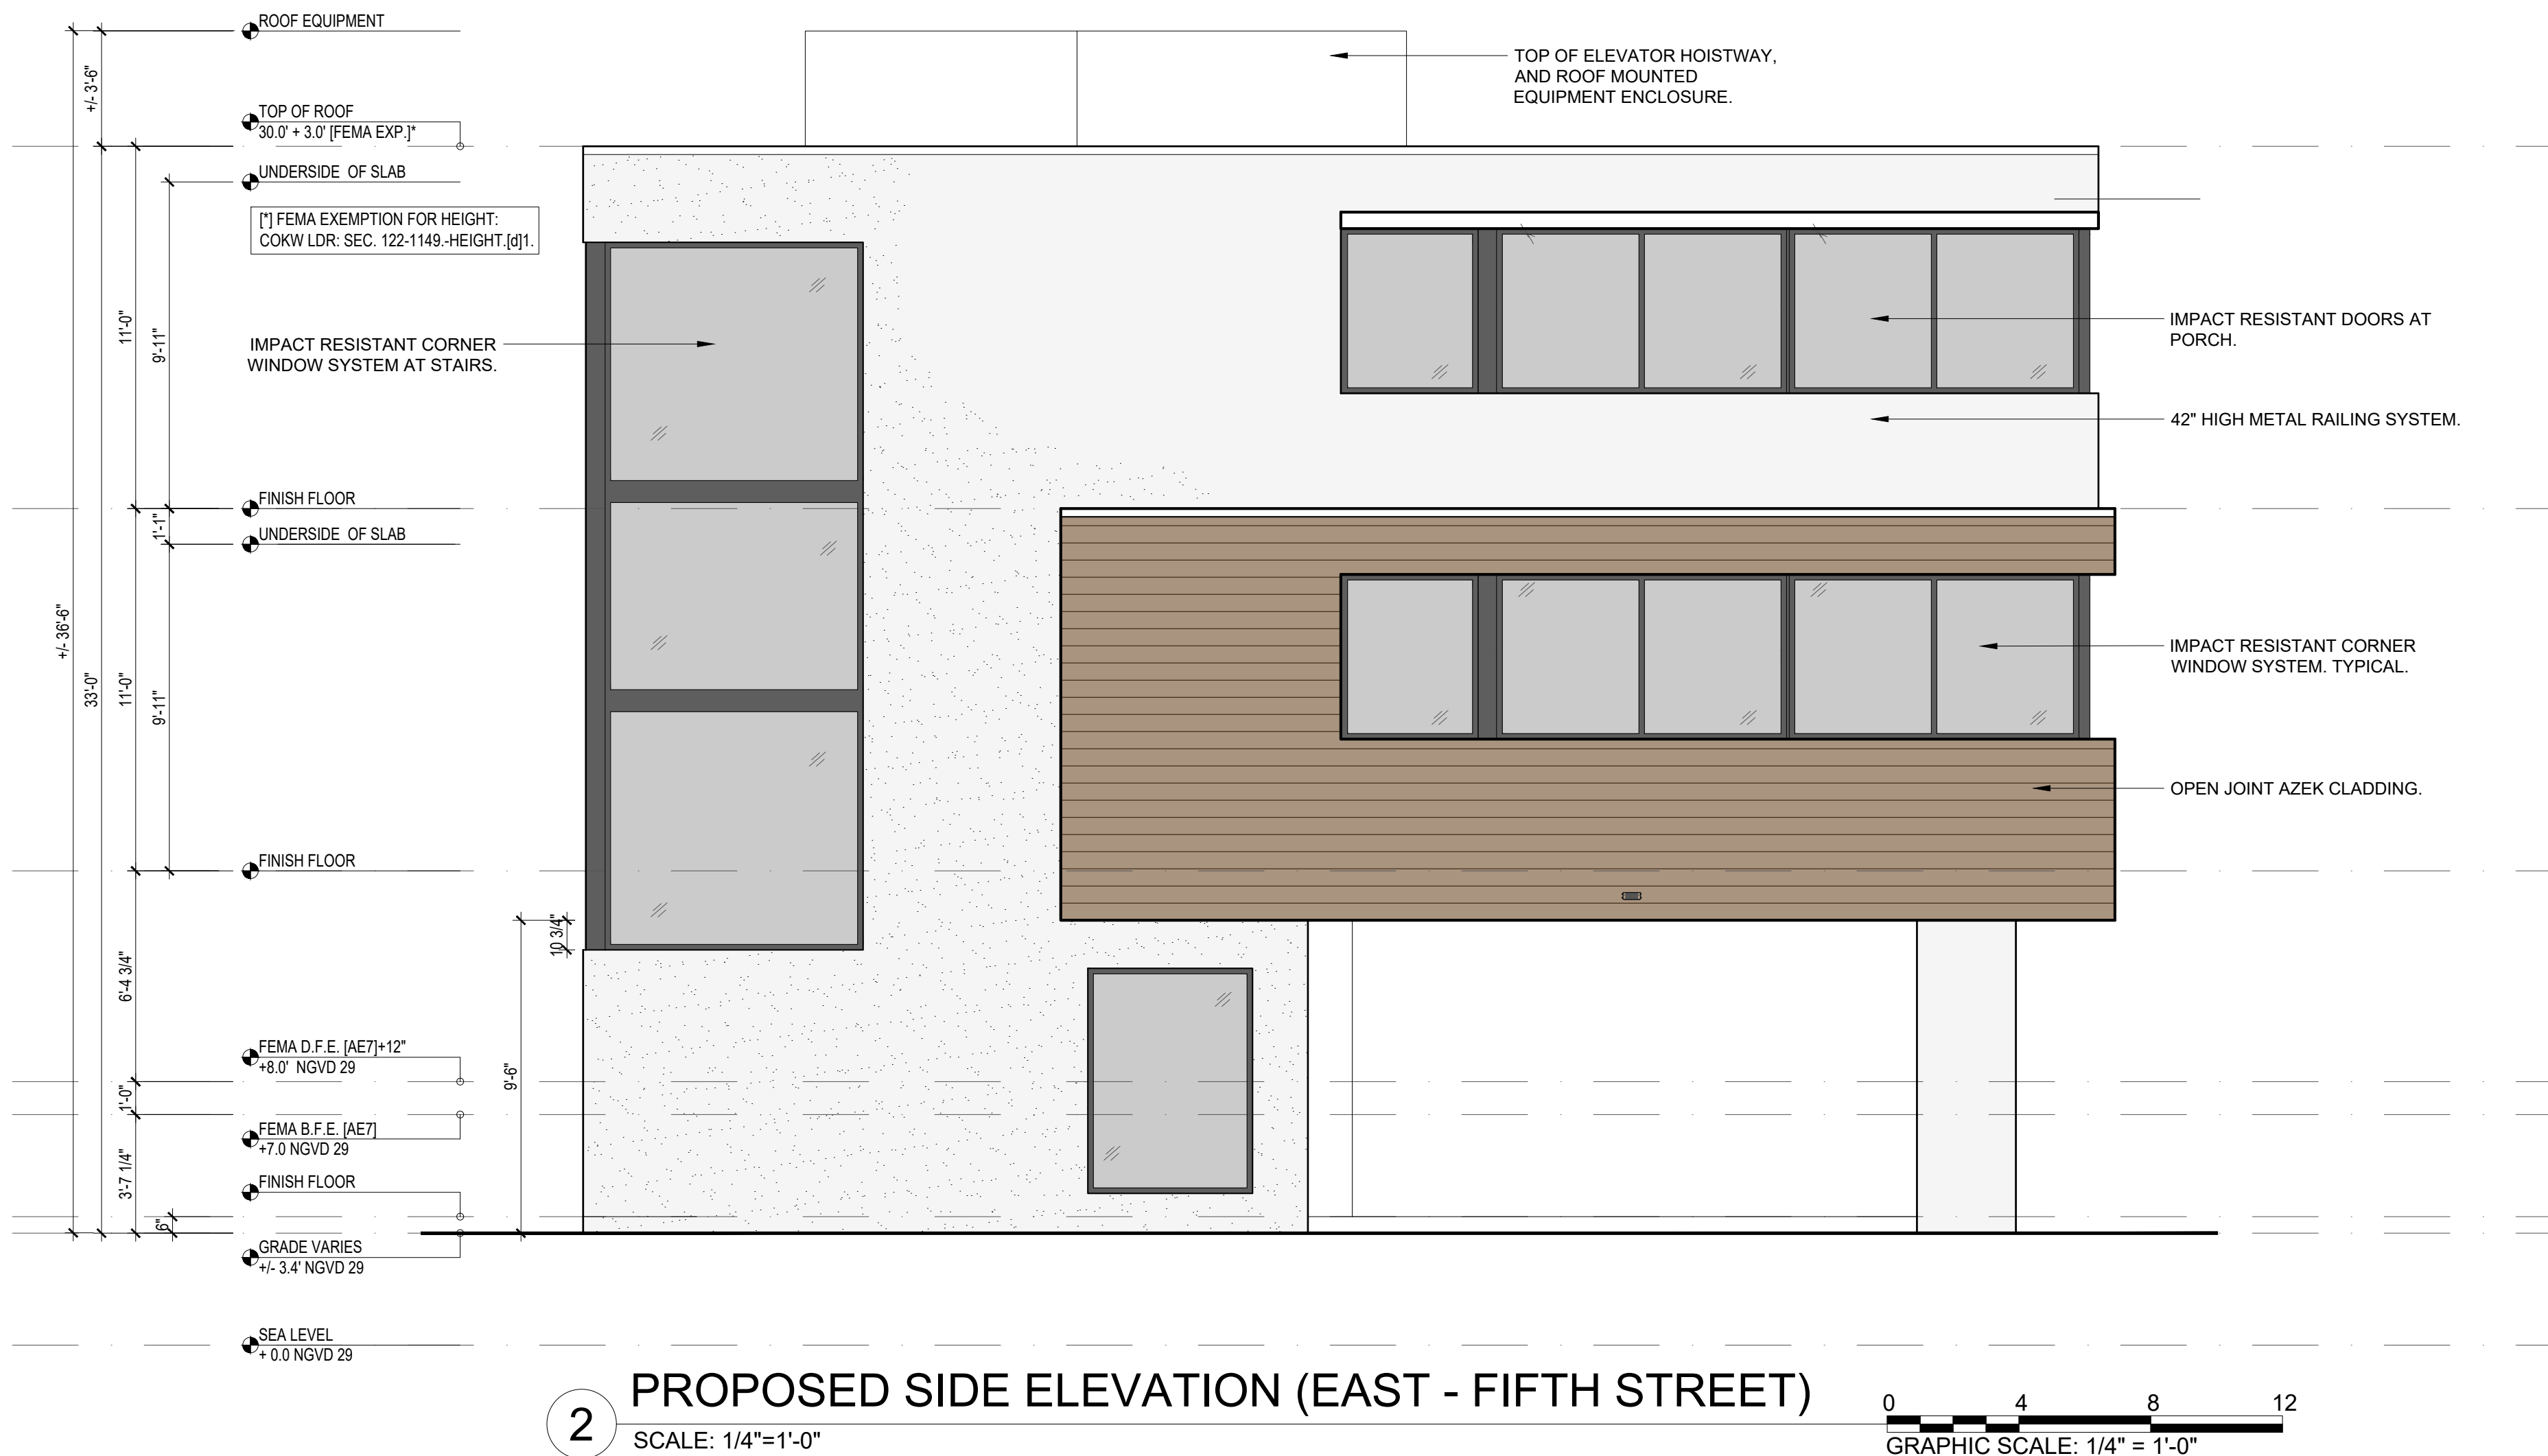 ROOF EQUIPMENT
+/- 3'-6"
TOP OF ROOF
30.0' + 3.0' [FEMA EXP.]*
UNDERSIDE OF SLAB
[*] FEMA EXEMPTION FOR HEIGHT:
COKW LDR: SEC. 122-1149.-HEIGHT.[d]1.
TOP OF ELEVATOR HOISTWAY,
AND ROOF MOUNTED
EQUIPMENT ENCLOSURE.
11'-0"
9'-11"
IMPACT RESISTANT CORNER
WINDOW SYSTEM AT STAIRS.
IMPACT RESISTANT DOORS AT
PORCH.
42" HIGH METAL RAILING SYSTEM.
FINISH FLOOR
1'-1"
UNDERSIDE OF SLAB
+/- 36'-6"
33'-0"
11'-0"
9'-11"
IMPACT RESISTANT CORNER
WINDOW SYSTEM. TYPICAL.
OPEN JOINT AZEK CLADDING.
FINISH FLOOR
10 3/4"
6'-4 3/4"
9'-6"
FEMA D.F.E. [AE7]+12"
+8.0' NGVD 29
1'-0"
FEMA B.F.E. [AE7]
+7.0 NGVD 29
3'-7 1/4"
FINISH FLOOR
6"
GRADE VARIES
+/- 3.4' NGVD 29
SEA LEVEL
+ 0.0 NGVD 29
2
PROPOSED SIDE ELEVATION (EAST - FIFTH STREET)
SCALE: 1/4"=1'-0"
0 4 8 12
GRAPHIC SCALE: 1/4" = 1'-0"